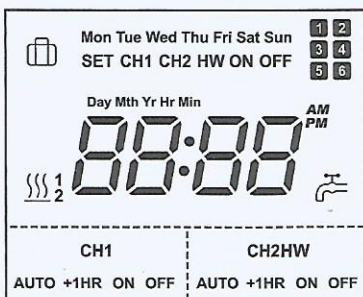 Mon Tue Wed Thu Fri Sat Sun
1 2
SET CH1 CH2 HW ON OFF
3 4
5 6
Day Mth Yr Hr Min
AM
PM
88:88
1
2
CH1
CH2HW
AUTO +1HR ON OFF
AUTO +1HR ON OFF